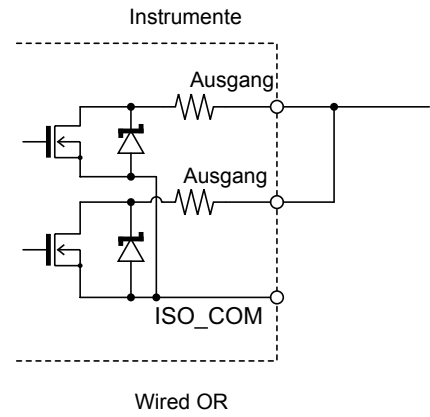 Instrumente
Ausgang
Ausgang
ISO_COM
Wired OR